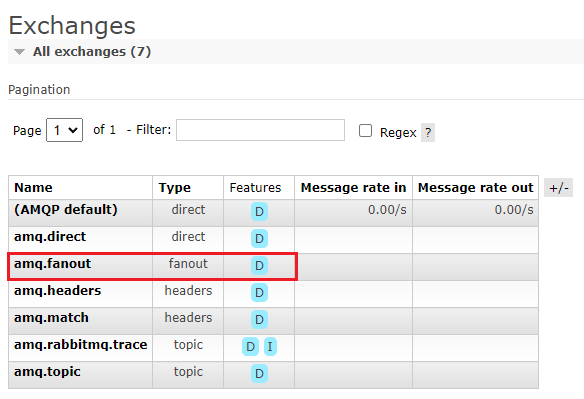 Exchanges
All exchanges (7)
Pagination
Page 1 of 1 - Filter: Regex ?
Name Type Features Message rate in Message rate out +/-
(AMQP default) direct D 0.00/s 0.00/s
amq.direct direct D
amq.fanout fanout D
amq.headers headers D
amq.match headers D
amq.rabbitmq.trace topic D I
amq.topic topic D